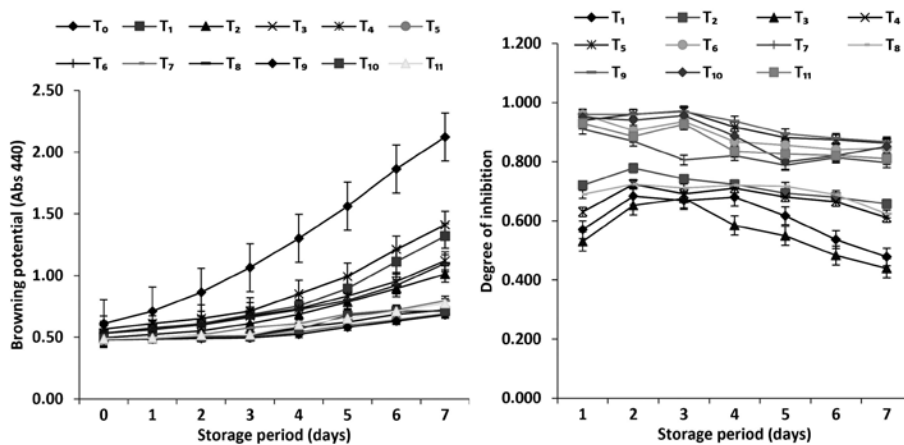 T₀ T₁ T₂ T₃ T₄ T₅
T₆ T₇ T₈ T₉ T₁₀ T₁₁
Browning potential (Abs 440)
2.50
2.00
1.50
1.00
0.50
0.00
0 1 2 3 4 5 6 7
Storage period (days)
T₁ T₂ T₃ T₄
T₅ T₆ T₇ T₈
T₉ T₁₀ T₁₁
Degree of inhibition
1.200
1.000
0.800
0.600
0.400
0.200
0.000
1 2 3 4 5 6 7
Storage period (days)